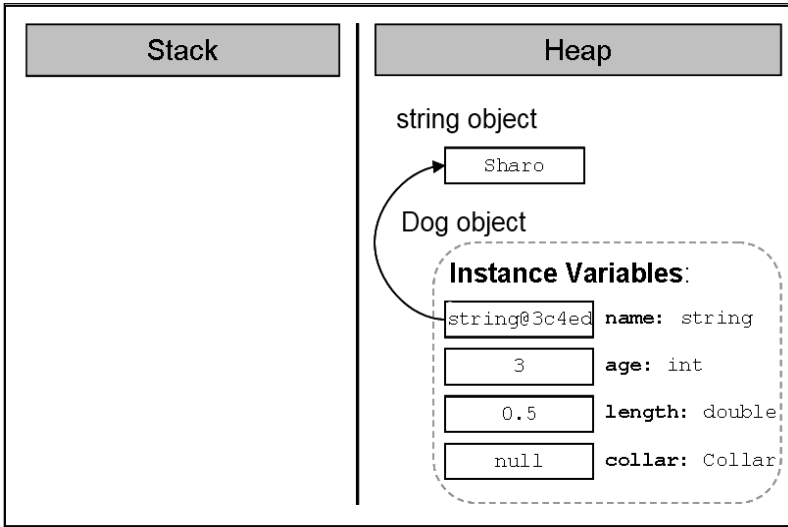 Stack
Heap
string object
Sharo
Dog object
Instance Variables:
string@3c4ed name: string
3 age: int
0.5 length: double
null collar: Collar